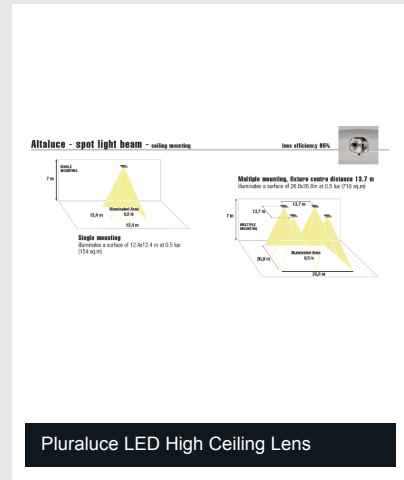 Altaluce - spot light beam - ceiling mounting
lens efficiency 85%
SINGLE
MOUNTING
7 m
12,4 m
Illuminated Area
0,5 lx
12,4 m
Single mounting
illuminates a surface of 12.4x12.4 m at 0.5 lux
(154 sq.m)
Multiple mounting, fixture centre distance 13.7 m
illuminates a surface of 26.8x26.8m at 0.5 lux (718 sq.m)
13,7 m
13,7 m
7 m
MULTIPLE
MOUNTING
Illuminated Area
0,5 lx
26,8 m
26,8 m
Pluraluce LED High Ceiling Lens